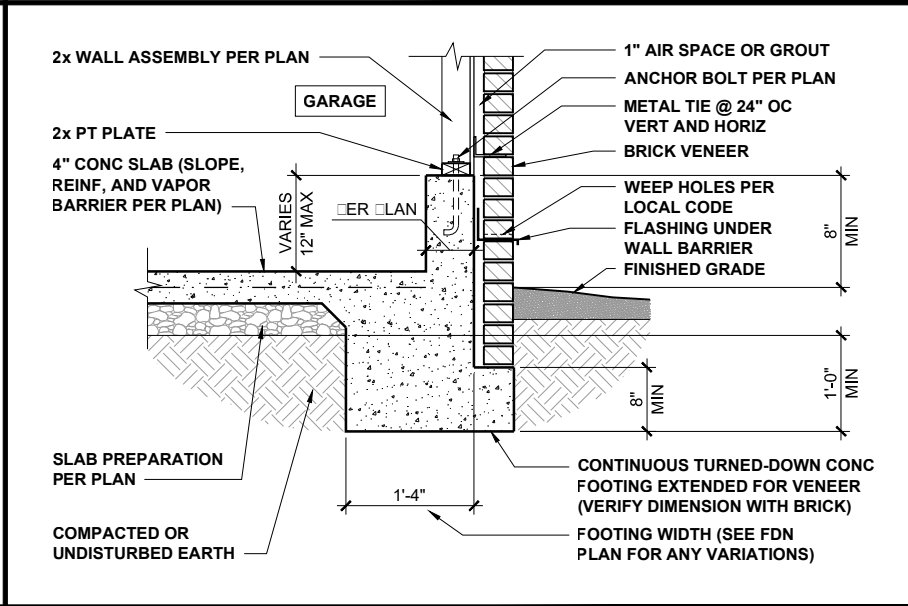 2x WALL ASSEMBLY PER PLAN
GARAGE
2x PT PLATE
4" CONC SLAB (SLOPE,
REINF, AND VAPOR
BARRIER PER PLAN)
VARIES
12" MAX
□ER □LAN
1" AIR SPACE OR GROUT
ANCHOR BOLT PER PLAN
METAL TIE @ 24" OC
VERT AND HORIZ
BRICK VENEER
WEEP HOLES PER
LOCAL CODE
FLASHING UNDER
WALL BARRIER
FINISHED GRADE
8"
MIN
1'-0"
MIN
8"
MIN
SLAB PREPARATION
PER PLAN
COMPACTED OR
UNDISTURBED EARTH
1'-4"
CONTINUOUS TURNED-DOWN CONC
FOOTING EXTENDED FOR VENEER
(VERIFY DIMENSION WITH BRICK)
FOOTING WIDTH (SEE FDN
PLAN FOR ANY VARIATIONS)